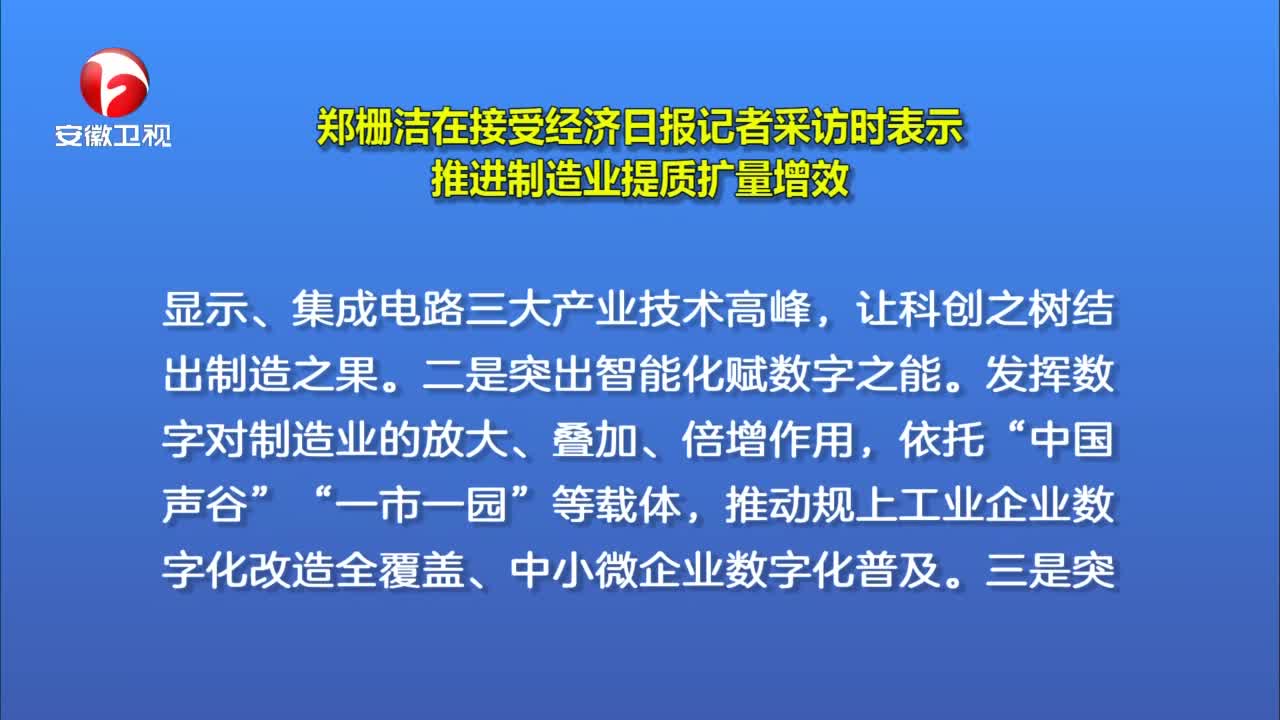 安徽卫视
郑栅洁在接受经济日报记者采访时表示
推进制造业提质扩量增效
显示、集成电路三大产业技术高峰，让科创之树结
出制造之果。二是突出智能化赋数字之能。发挥数
字对制造业的放大、叠加、倍增作用，依托“中国
声谷”“一市一园”等载体，推动规上工业企业数
字化改造全覆盖、中小微企业数字化普及。三是突